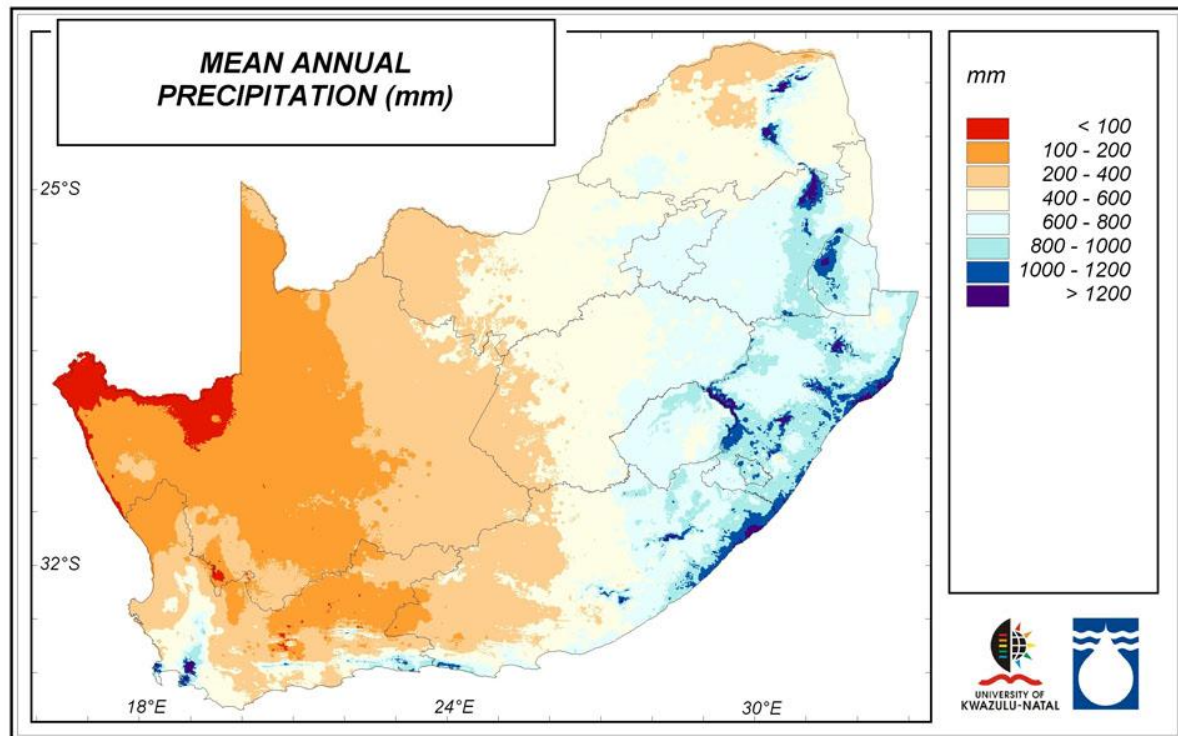 MEAN ANNUAL
PRECIPITATION (mm)
mm
< 100
100 - 200
200 - 400
400 - 600
600 - 800
800 - 1000
1000 - 1200
> 1200
25°S
32°S
18°E
24°E
30°E
UNIVERSITY OF
KWAZULU-NATAL